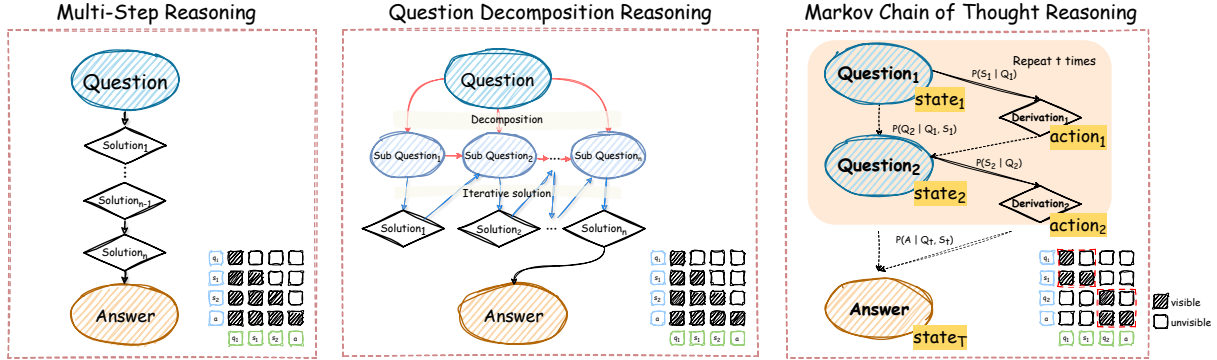 Multi-Step Reasoning
Question
Solution1
Solutionn-1
Solutionn
Answer
q1
s1
s2
a
q1 s1 s2 a
Question Decomposition Reasoning
Question
Decomposition
Sub Question1 Sub Question2 ... Sub Questionn
Iterative solution
Solution1 Solution2 ... Solutionn
Answer
q1
s1
s2
a
q1 s1 s2 a
Markov Chain of Thought Reasoning
Repeat t times
Question1
state1
P(S1 | Q1)
Derivation1
action1
P(Q2 | Q1, S1)
Question2
state2
P(S2 | Q2)
Derivation2
action2
P(A | Qt, St)
Answer
stateT
q1
s1
q2
a
q1 s1 q2 a
visible
unvisible